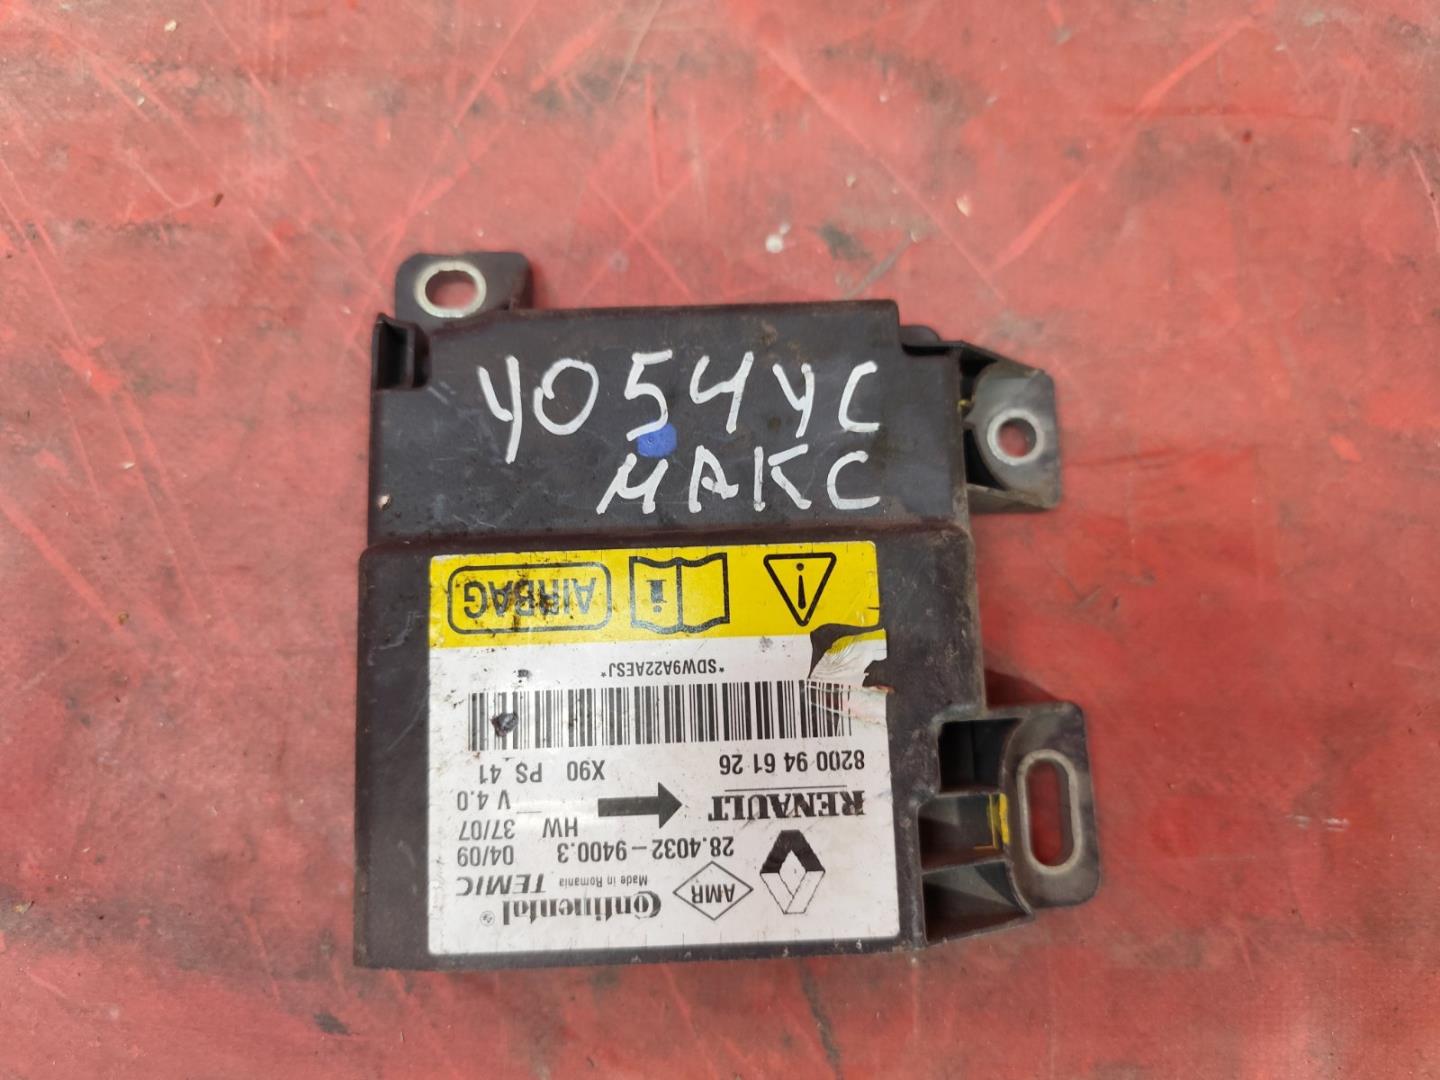 УО54УС
МАКС
Continental
Made in Romania TEMIC
AMR
28.4032-9400.3 04/09
HW 37/07
V 4.0
RENAULT
8200 94 61 26 X90 PS 41
*SDW9A22AESJ*
AIRBAG